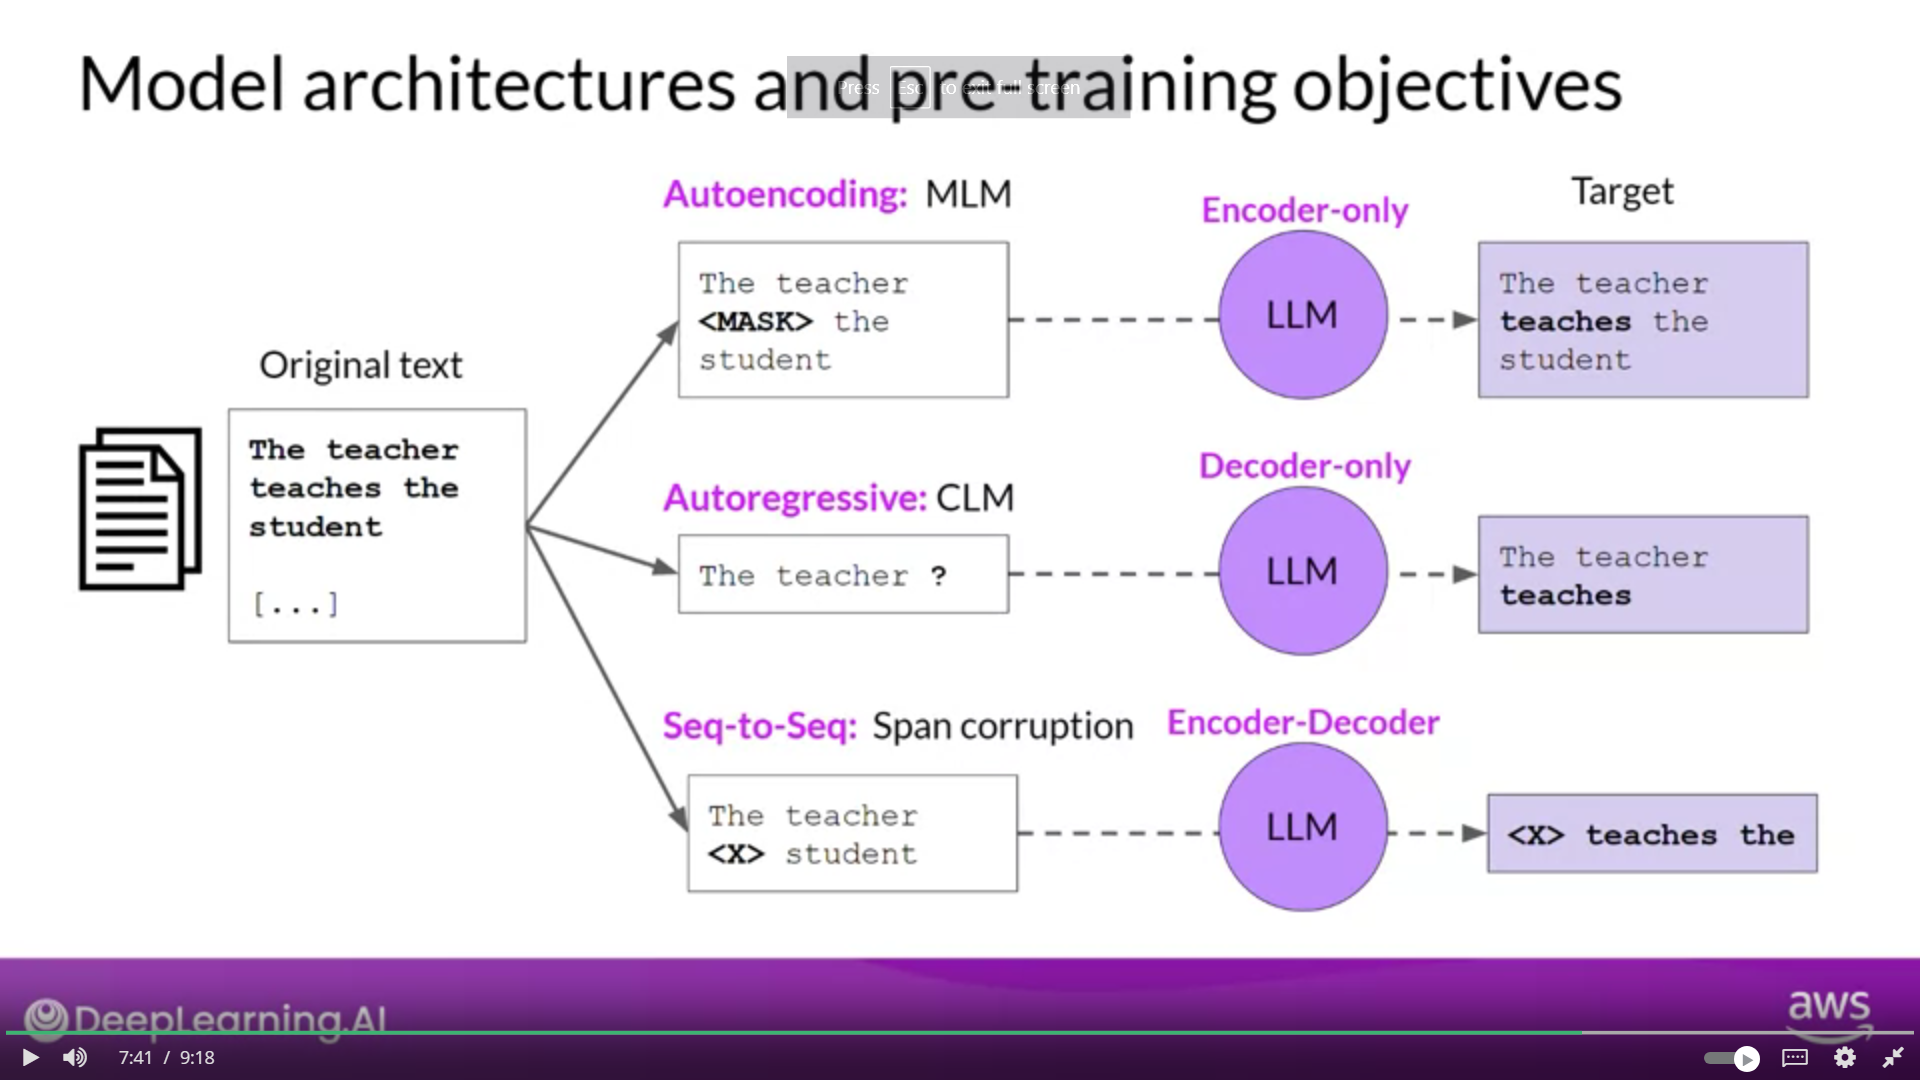 Model architectures and pre-training objectives
Press Esc to exit full screen
Original text
The teacher
teaches the
student
[...]
Autoencoding: MLM
The teacher
<MASK> the
student
Encoder-only
LLM
Target
The teacher
teaches the
student
Autoregressive: CLM
The teacher ?
Decoder-only
LLM
The teacher
teaches
Seq-to-Seq: Span corruption
The teacher
<X> student
Encoder-Decoder
LLM
<X> teaches the
DeepLearning.AI
aws
7:41 / 9:18